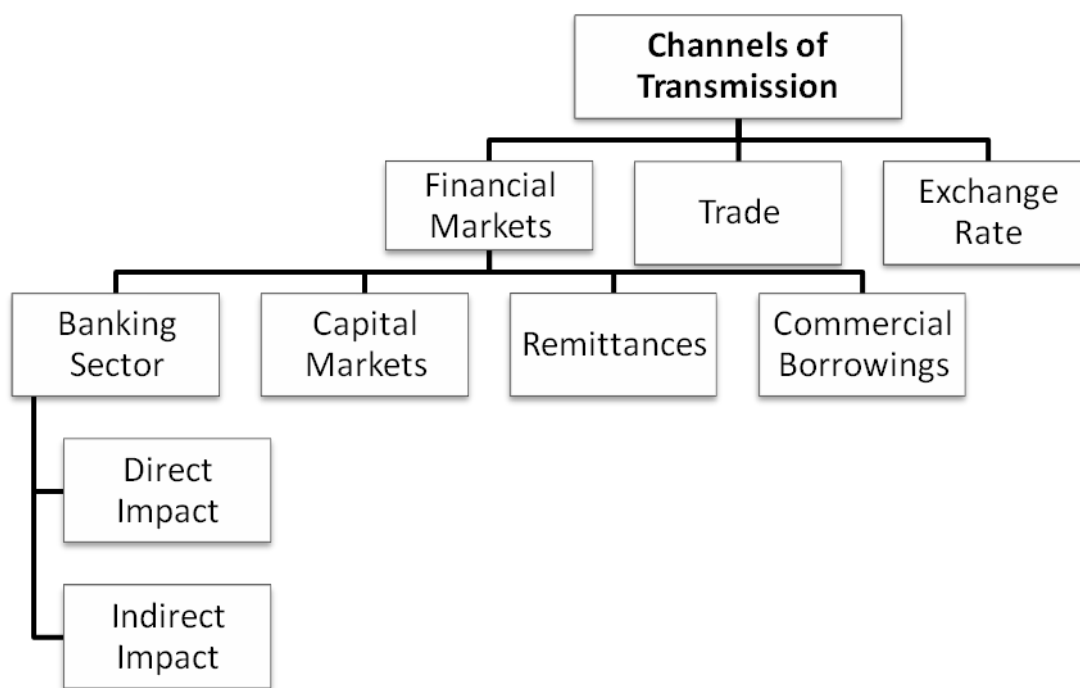 Channels of
Transmission
Financial
Markets
Trade
Exchange
Rate
Banking
Sector
Capital
Markets
Remittances
Commercial
Borrowings
Direct
Impact
Indirect
Impact